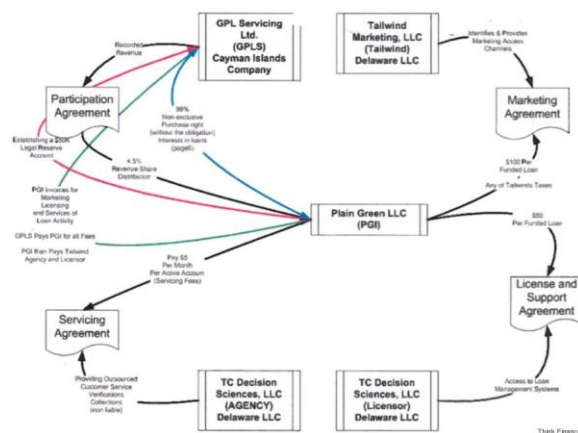 GPL Servicing
Ltd.
(GPLS)
Cayman Islands
Company
Tailwind
Marketing, LLC
(Tailwind)
Delaware LLC
Recorded
Revenue
Identifies & Provides
Marketing Access
Channels
Participation
Agreement
Marketing
Agreement
99%
Non-exclusive
Purchase right
(without the obligation)
Interests in loans
(page6)
Establishing a $50K
Legal Reserve
Account
4.5%
Revenue Share
Distribution
$100 Per
Funded Loan
+
Any of Tailwinds Taxes
PGI Invoices for
Marketing
Licensing
and Services of
Loan Activity
Plain Green LLC
(PGI)
$50
Per Funded Loan
GPLS Pays PGI for all Fees
PGI then Pays Tailwind
Agency and Licensor
Pay $5
Per Month
Per Active Account
(Servicing Fees)
License and
Support
Agreement
Servicing
Agreement
Providing Outsourced
Customer Service
Verifications
Collections
(non liable)
TC Decision
Sciences, LLC
(AGENCY)
Delaware LLC
TC Decision
Sciences, LLC
(Licensor)
Delaware LLC
Access to Loan
Management Systems
Think Finance